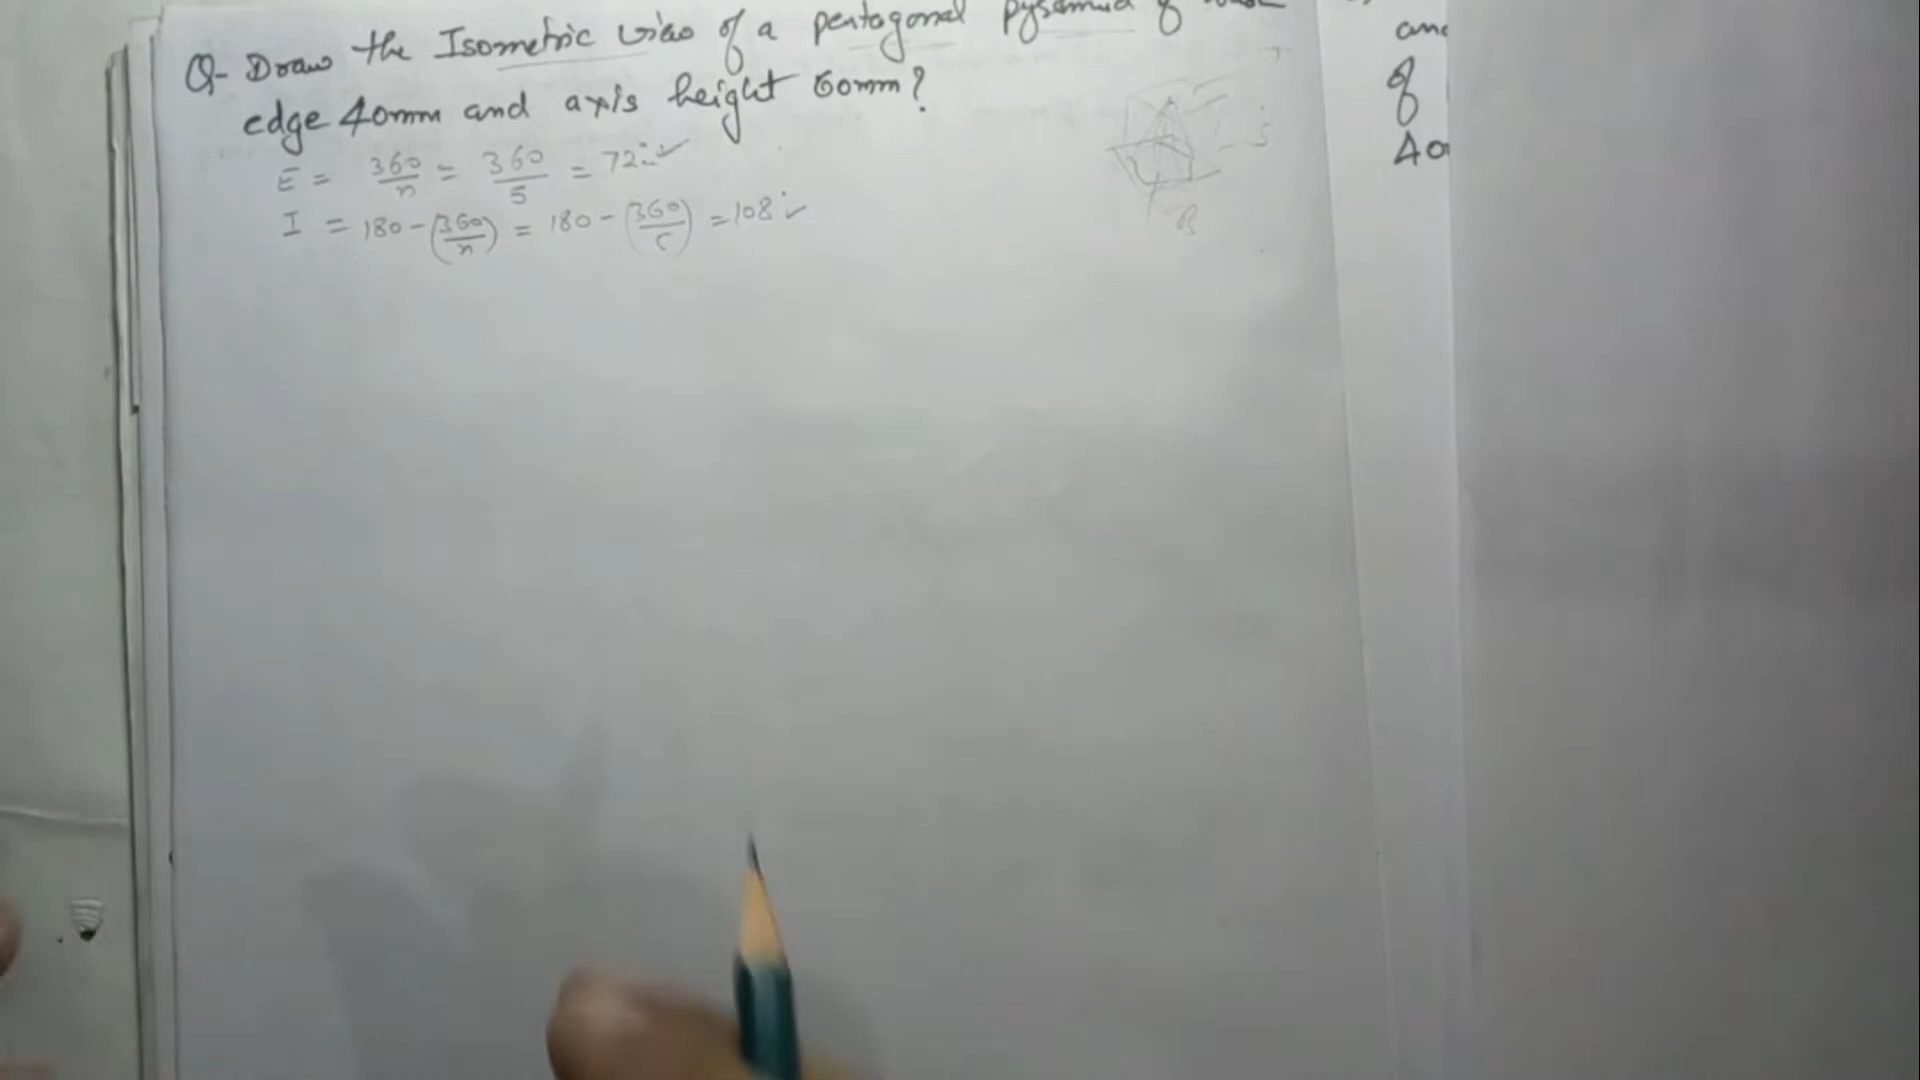 Q- Draw the Isometric view of a pentagonal pyramid of base
edge 40mm and axis height 60mm?
E = 360/n = 360/5 = 72°
I = 180-(360/n) = 180-(360/5) = 108°
and
of
40